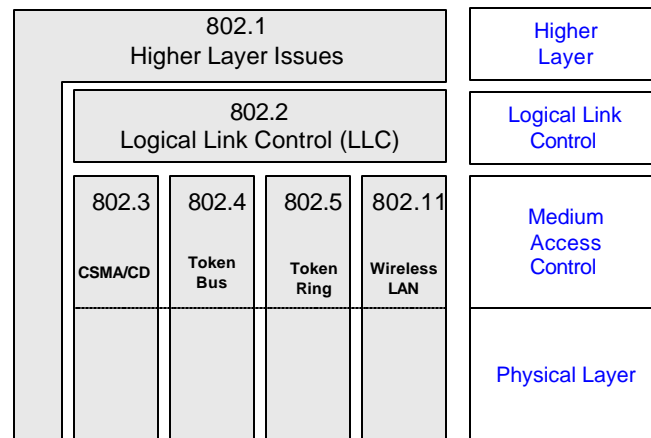 802.1
Higher Layer Issues
Higher
Layer
802.2
Logical Link Control (LLC)
Logical Link
Control
802.3
CSMA/CD
802.4
Token
Bus
802.5
Token
Ring
802.11
Wireless
LAN
Medium
Access
Control
Physical Layer